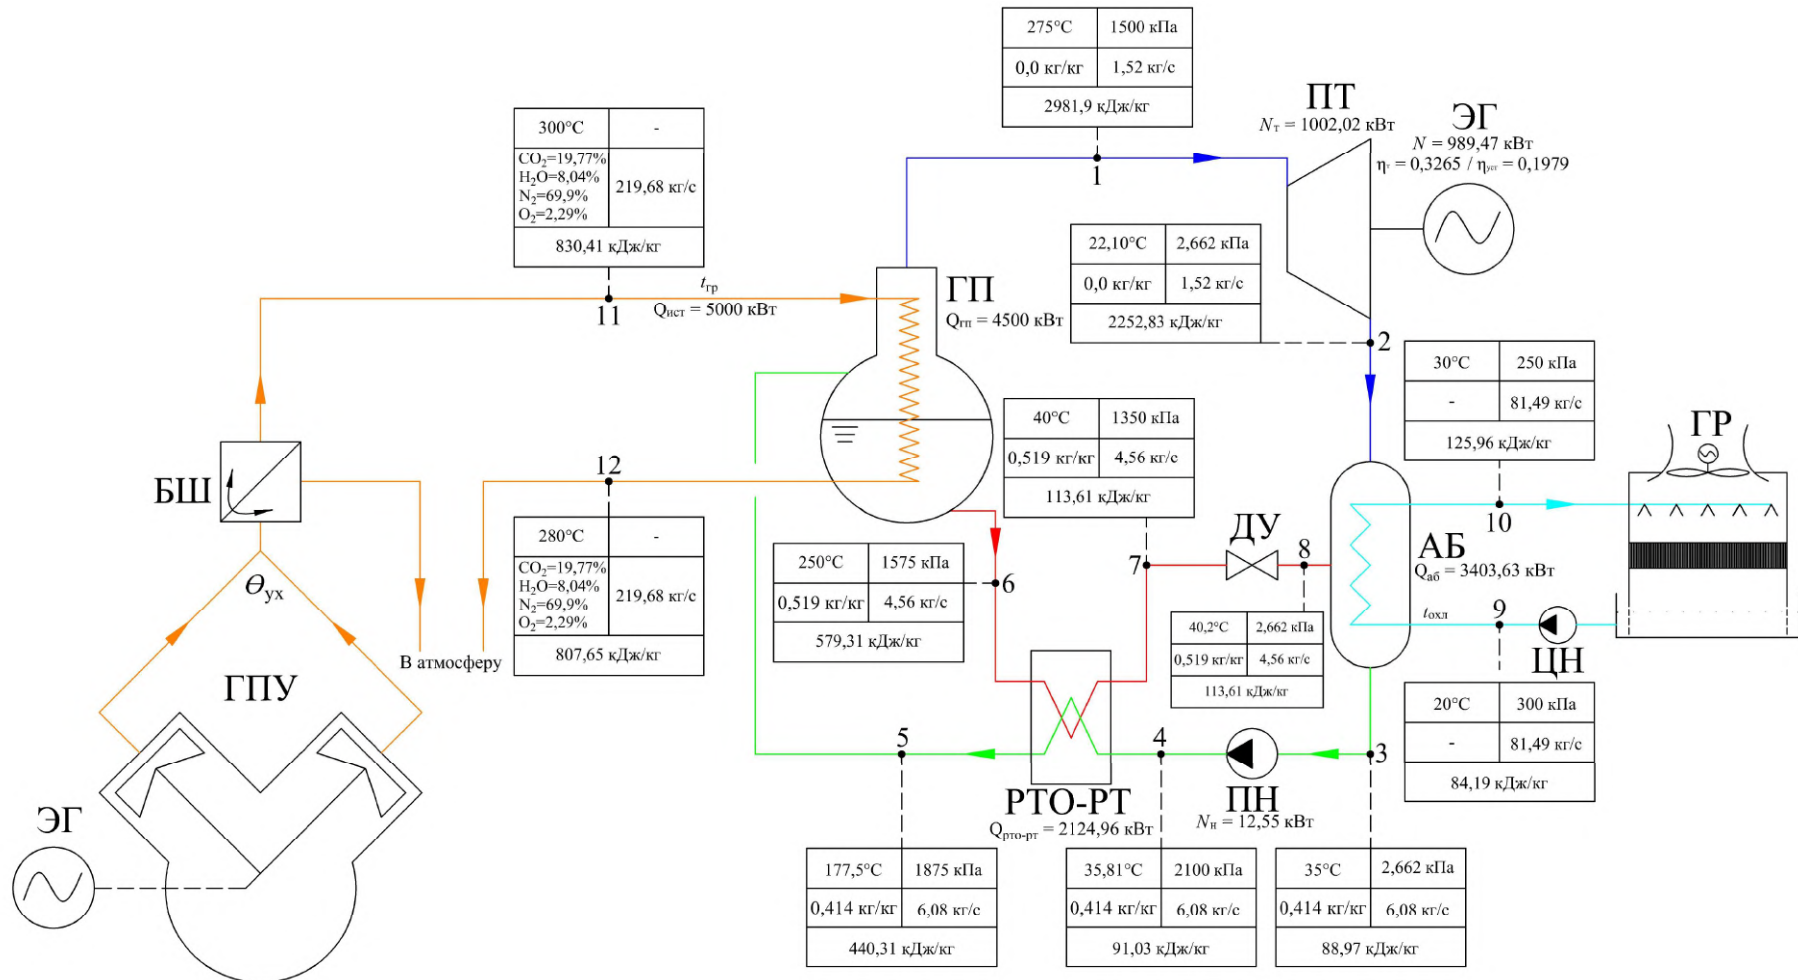 275°C 1500 кПа
0,0 кг/кг 1,52 кг/с
2981,9 кДж/кг
1
ПТ
Nт = 1002,02 кВт
ЭГ
N = 989,47 кВт
ηт = 0,3265 / ηуст = 0,1979
300°C -
CO₂=19,77%
H₂O=8,04%
N₂=69,9%
O₂=2,29%
219,68 кг/с
830,41 кДж/кг
11
tгр
Qист = 5000 кВт
ГП
Qгп = 4500 кВт
22,10°C 2,662 кПа
0,0 кг/кг 1,52 кг/с
2252,83 кДж/кг
2
30°C 250 кПа
- 81,49 кг/с
125,96 кДж/кг
10
ГР
40°C 1350 кПа
0,519 кг/кг 4,56 кг/с
113,61 кДж/кг
7
БШ
12
280°C -
CO₂=19,77%
H₂O=8,04%
N₂=69,9%
O₂=2,29%
219,68 кг/с
807,65 кДж/кг
250°C 1575 кПа
0,519 кг/кг 4,56 кг/с
579,31 кДж/кг
6
ДУ
8
АБ
Qаб = 3403,63 кВт
tохл
9
ЦН
40,2°C 2,662 кПа
0,519 кг/кг 4,56 кг/с
113,61 кДж/кг
20°C 300 кПа
- 81,49 кг/с
84,19 кДж/кг
Θух
В атмосферу
ГПУ
ЭГ
5
4
3
РТО-РТ
Qрто-рт = 2124,96 кВт
ПН
Nн = 12,55 кВт
177,5°C 1875 кПа
0,414 кг/кг 6,08 кг/с
440,31 кДж/кг
35,81°C 2100 кПа
0,414 кг/кг 6,08 кг/с
91,03 кДж/кг
35°C 2,662 кПа
0,414 кг/кг 6,08 кг/с
88,97 кДж/кг